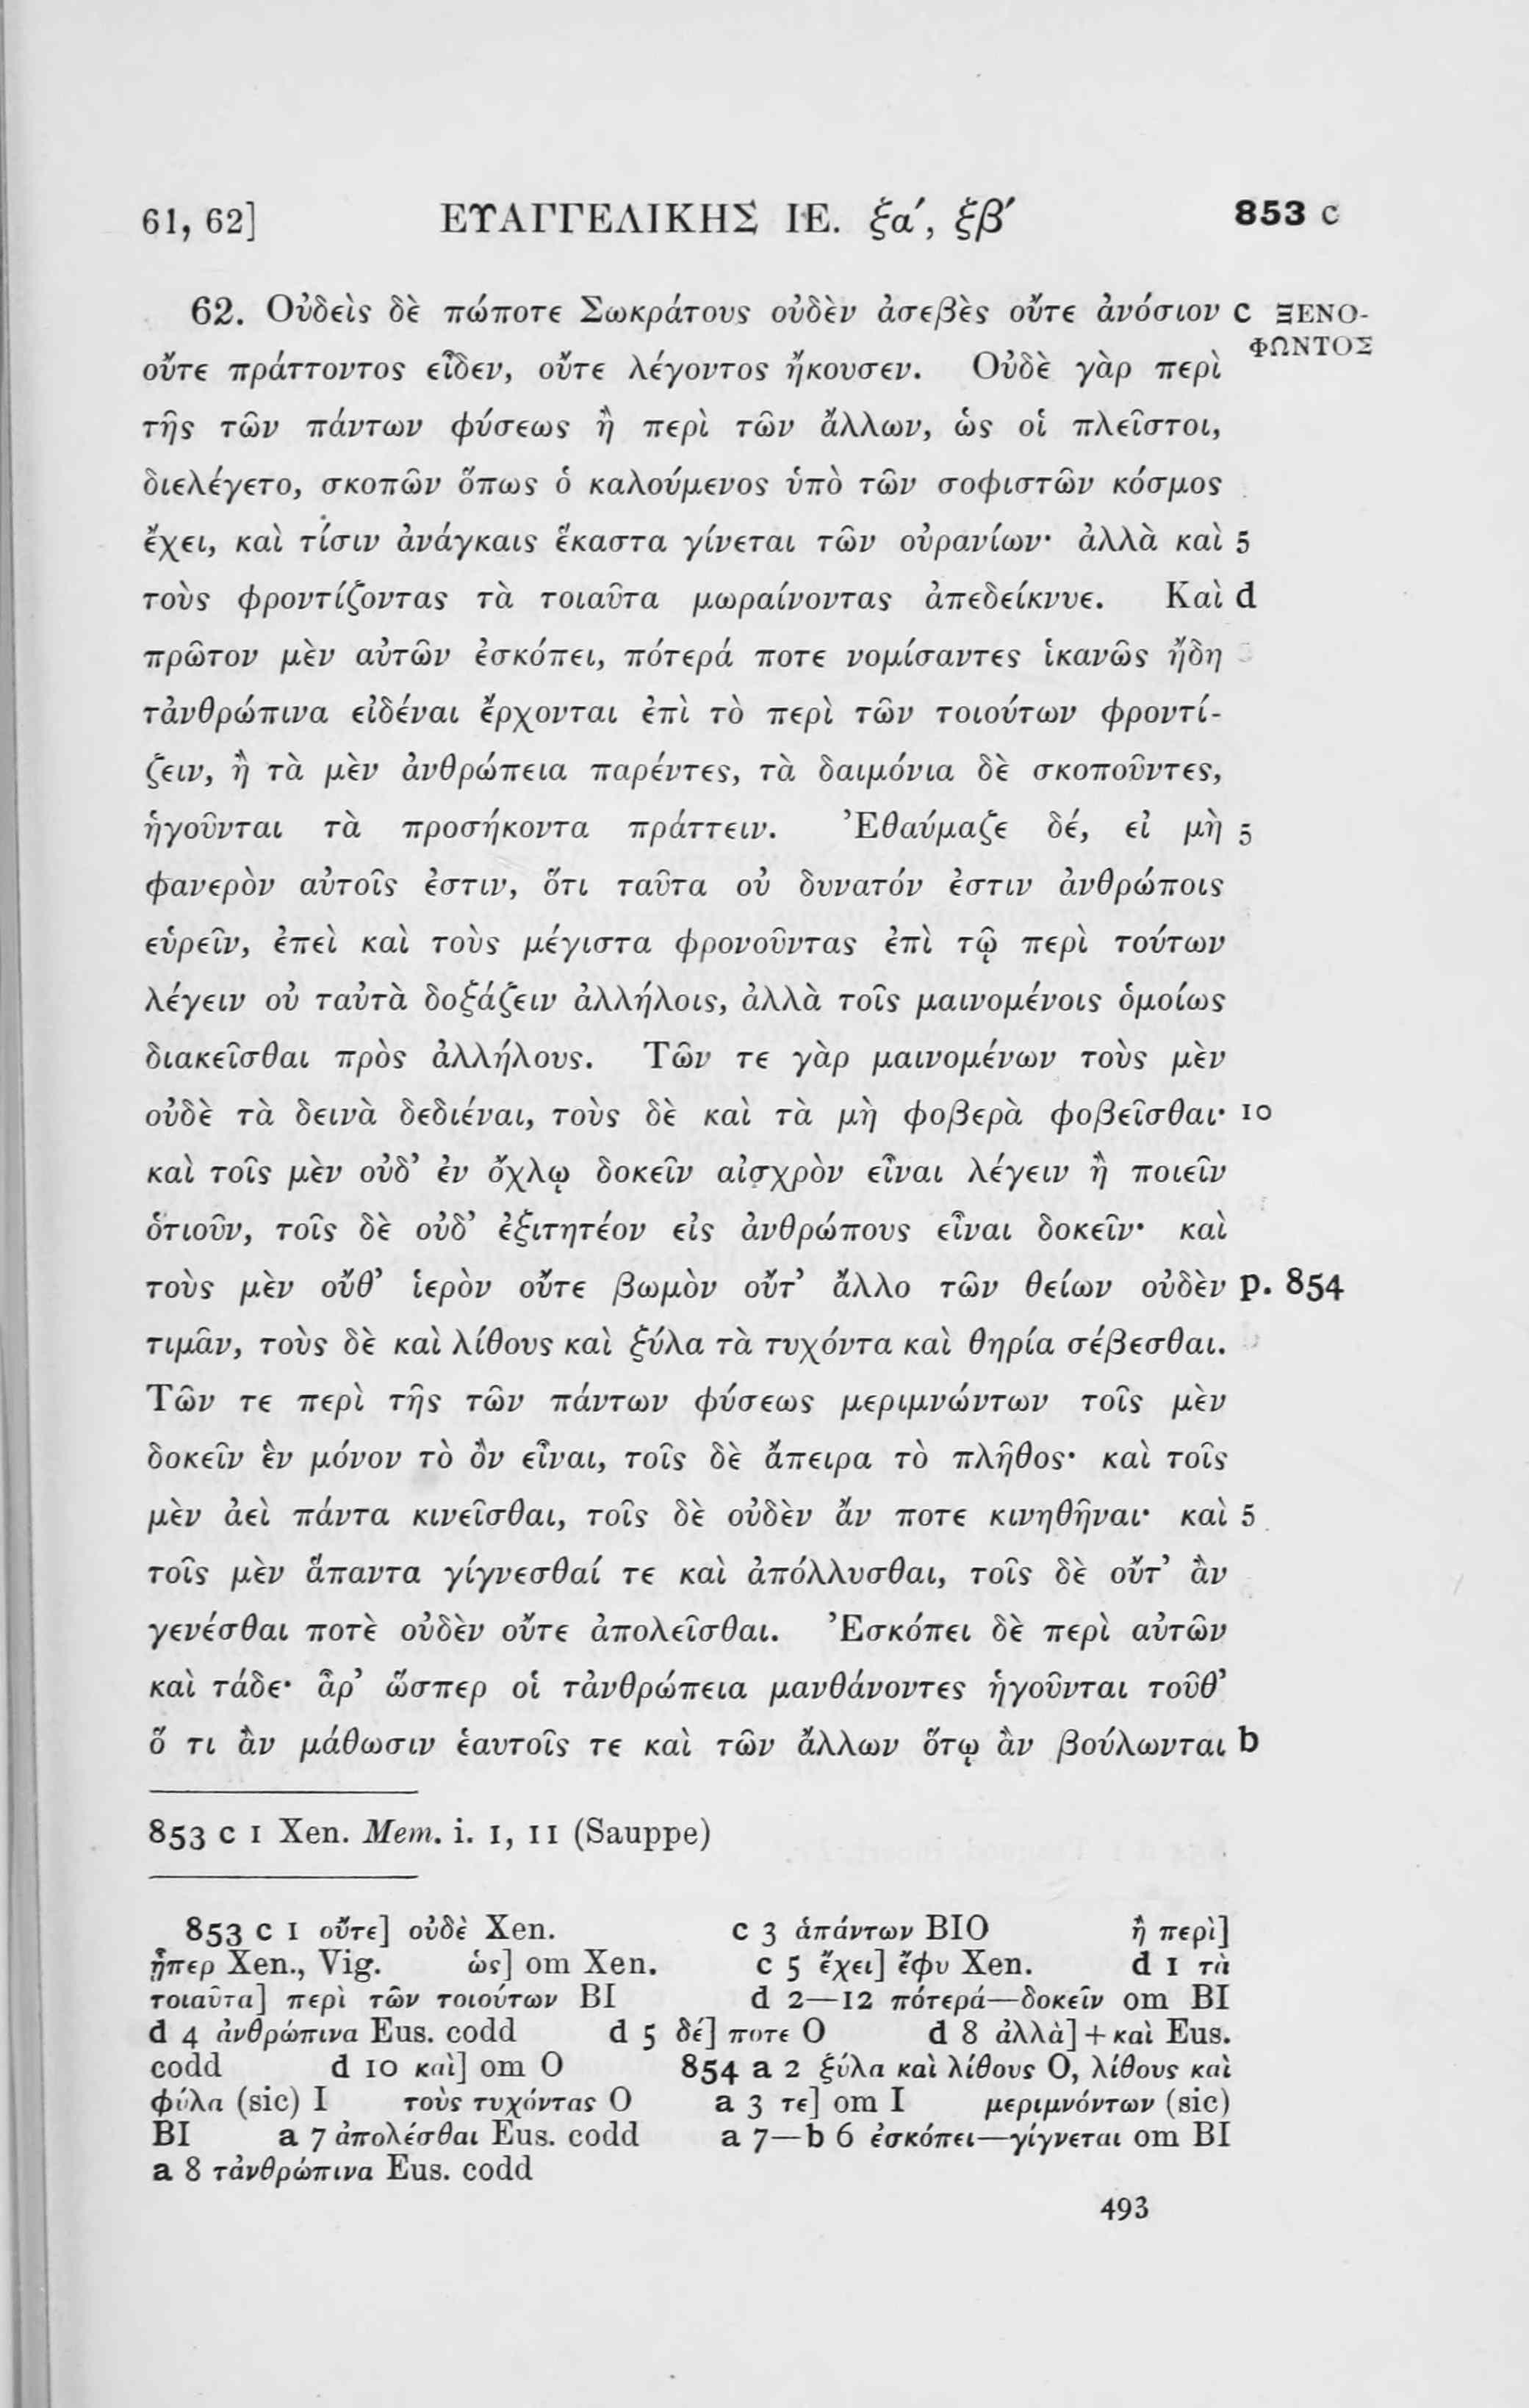 61, 62] ΕΥΑΓΓΕΛΙΚΗΣ ΙΕ. ξα′, ξβ′ 853 c
62. Οὐδεὶς δὲ πώποτε Σωκράτους οὐδὲν ἀσεβὲς οὔτε ἀνόσιον c ΞΕΝΟ-
ΦΩΝΤΟΣ
οὔτε πράττοντος εἶδεν, οὔτε λέγοντος ἤκουσεν. Οὐδὲ γὰρ περὶ
τῆς τῶν πάντων φύσεως ἢ περὶ τῶν ἄλλων, ὡς οἱ πλεῖστοι,
διελέγετο, σκοπῶν ὅπως ὁ καλούμενος ὑπὸ τῶν σοφιστῶν κόσμος
ἔχει, καὶ τίσιν ἀνάγκαις ἕκαστα γίνεται τῶν οὐρανίων· ἀλλὰ καὶ 5
τοὺς φροντίζοντας τὰ τοιαῦτα μωραίνοντας ἀπεδείκνυε. Καὶ d
πρῶτον μὲν αὐτῶν ἐσκόπει, πότερά ποτε νομίσαντες ἱκανῶς ἤδη
τἀνθρώπινα εἰδέναι ἔρχονται ἐπὶ τὸ περὶ τῶν τοιούτων φροντί-
ζειν, ἢ τὰ μὲν ἀνθρώπεια παρέντες, τὰ δαιμόνια δὲ σκοποῦντες,
ἡγοῦνται τὰ προσήκοντα πράττειν. Ἐθαύμαζε δέ, εἰ μὴ 5
φανερὸν αὐτοῖς ἐστιν, ὅτι ταῦτα οὐ δυνατόν ἐστιν ἀνθρώποις
εὑρεῖν, ἐπεὶ καὶ τοὺς μέγιστα φρονοῦντας ἐπὶ τῷ περὶ τούτων
λέγειν οὐ ταὐτὰ δοξάζειν ἀλλήλοις, ἀλλὰ τοῖς μαινομένοις ὁμοίως
διακεῖσθαι πρὸς ἀλλήλους. Τῶν τε γὰρ μαινομένων τοὺς μὲν
οὐδὲ τὰ δεινὰ δεδιέναι, τοὺς δὲ καὶ τὰ μὴ φοβερὰ φοβεῖσθαι· 10
καὶ τοῖς μὲν οὐδ’ ἐν ὄχλῳ δοκεῖν αἰσχρὸν εἶναι λέγειν ἢ ποιεῖν
ὁτιοῦν, τοῖς δὲ οὐδ’ ἐξιτητέον εἰς ἀνθρώπους εἶναι δοκεῖν· καὶ
τοὺς μὲν οὔθ’ ἱερὸν οὔτε βωμὸν οὔτ’ ἄλλο τῶν θείων οὐδὲν p. 854
τιμᾶν, τοὺς δὲ καὶ λίθους καὶ ξύλα τὰ τυχόντα καὶ θηρία σέβεσθαι.
Τῶν τε περὶ τῆς τῶν πάντων φύσεως μεριμνώντων τοῖς μὲν
δοκεῖν ἓν μόνον τὸ ὂν εἶναι, τοῖς δὲ ἄπειρα τὸ πλῆθος· καὶ τοῖς
μὲν ἀεὶ πάντα κινεῖσθαι, τοῖς δὲ οὐδὲν ἄν ποτε κινηθῆναι· καὶ 5
τοῖς μὲν ἅπαντα γίγνεσθαί τε καὶ ἀπόλλυσθαι, τοῖς δὲ οὔτ’ ἂν
γενέσθαι ποτὲ οὐδὲν οὔτε ἀπολεῖσθαι. Ἐσκόπει δὲ περὶ αὐτῶν
καὶ τάδε· ἆρ’ ὥσπερ οἱ τἀνθρώπεια μανθάνοντες ἡγοῦνται τοῦθ’
ὅ τι ἂν μάθωσιν ἑαυτοῖς τε καὶ τῶν ἄλλων ὅτῳ ἂν βούλωνται b
853 c 1 Xen. Mem. i. 1, 11 (Sauppe)
853 c 1 οὔτε] οὐδὲ Xen. c 3 ἁπάντων BIO ἢ περὶ]
ᾗπερ Xen., Vig. ὡς] om Xen. c 5 ἔχει] ἔφυ Xen. d 1 τὰ
τοιαῦτα] περὶ τῶν τοιούτων BI d 2—12 πότερά—δοκεῖν om BI
d 4 ἀνθρώπινα Eus. codd d 5 δέ] ποτε O d 8 ἀλλὰ] + καὶ Eus.
codd d 10 καὶ] om O 854 a 2 ξύλα καὶ λίθους O, λίθους καὶ
φύλα (sic) I τοὺς τυχόντας O a 3 τε] om I μεριμνόντων (sic)
BI a 7 ἀπολέσθαι Eus. codd a 7—b 6 ἐσκόπει—γίγνεται om BI
a 8 τἀνθρώπινα Eus. codd
493